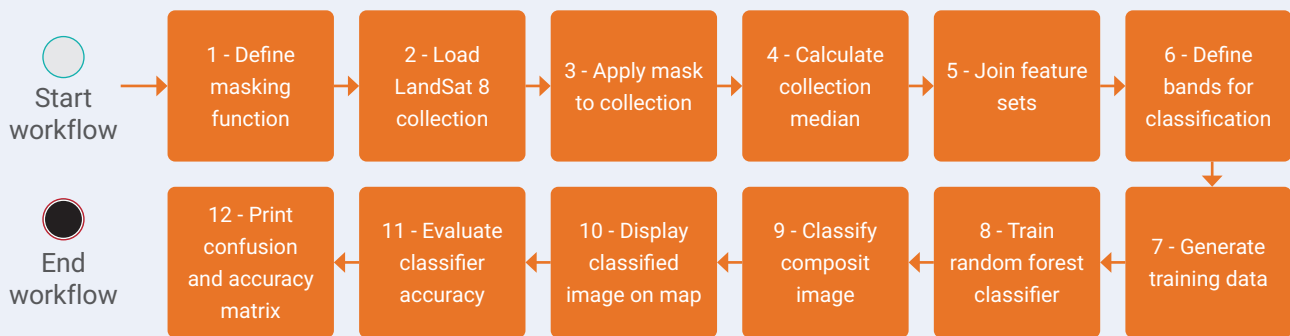 Start
workflow
1 - Define
masking
function
2 - Load
LandSat 8
collection
3 - Apply mask
to collection
4 - Calculate
collection
median
5 - Join feature
sets
6 - Define
bands for
classification
7 - Generate
training data
8 - Train
random forest
classifier
9 - Classify
composit
image
10 - Display
classified
image on map
11 - Evaluate
classifier
accuracy
12 - Print
confusion
and accuracy
matrix
End
workflow